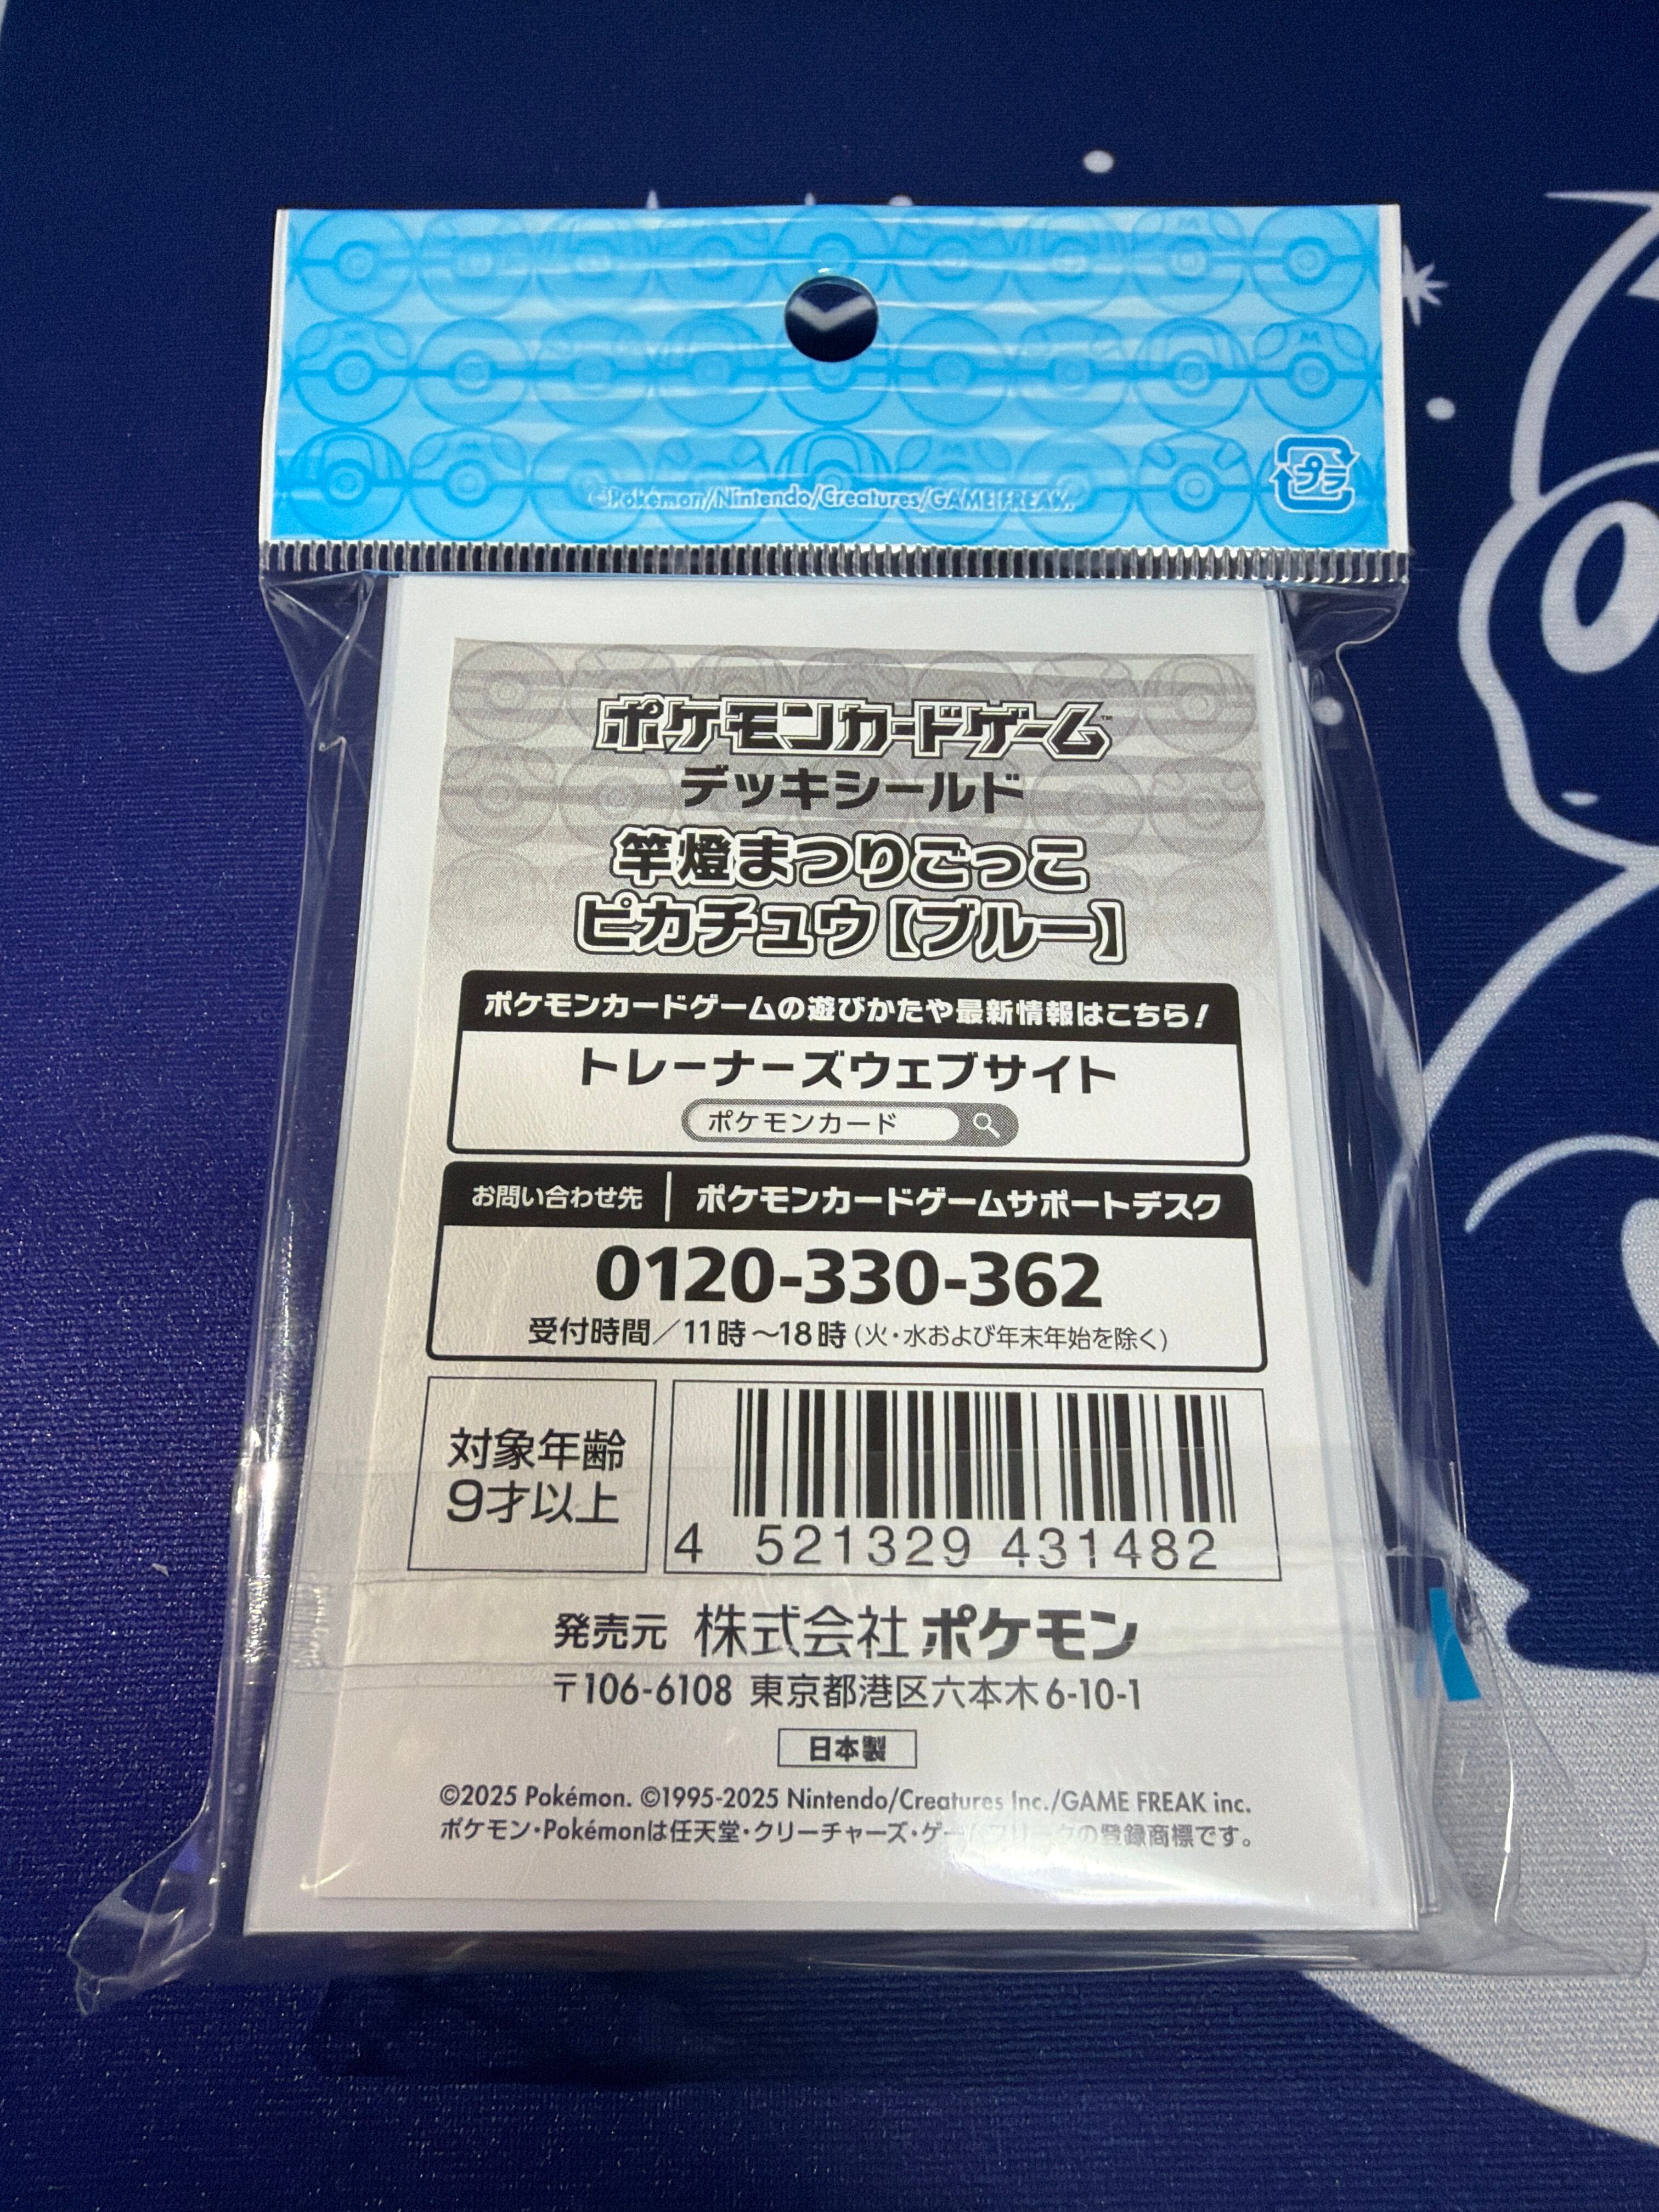 ©Pokémon/Nintendo/Creatures/GAME FREAK.
プラ
ポケモンカードゲーム™
デッキシールド
竿燈まつりごっこ
ピカチュウ【ブルー】
ポケモンカードゲームの遊びかたや最新情報はこちら!
トレーナーズウェブサイト
ポケモンカード
お問い合わせ先 | ポケモンカードゲームサポートデスク
0120-330-362
受付時間/11時~18時(火・水および年末年始を除く)
対象年齢
9才以上
4 521329 431482
発売元 株式会社ポケモン
〒106-6108 東京都港区六本木6-10-1
日本製
©2025 Pokémon. ©1995-2025 Nintendo/Creatures Inc./GAME FREAK inc.
ポケモン・Pokémonは任天堂・クリーチャーズ・ゲームフリークの登録商標です。